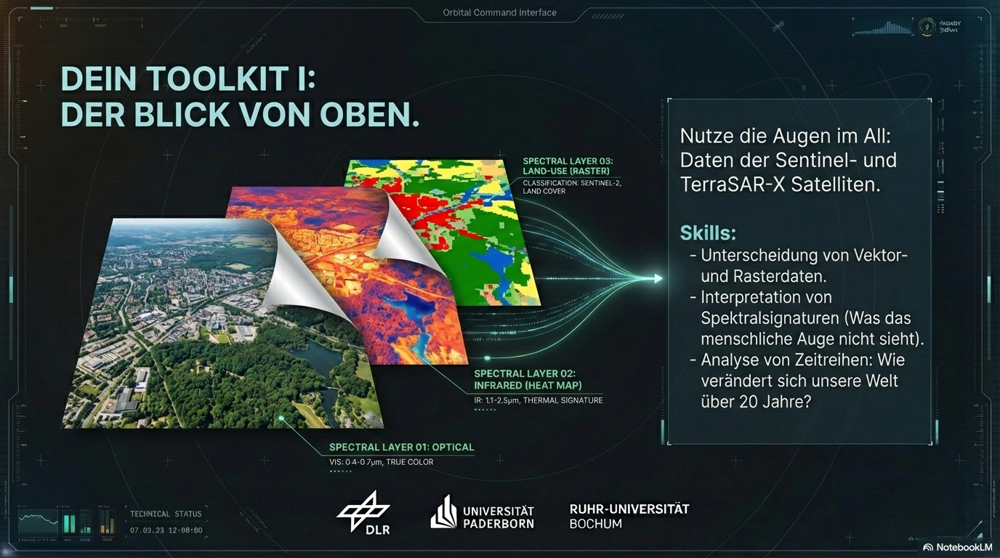 Orbital Command Interface
DEIN TOOLKIT I:
DER BLICK VON OBEN.
SPECTRAL LAYER 03:
LAND-USE (RASTER)
CLASSIFICATION: SENTINEL-2,
LAND COVER
SPECTRAL LAYER 02:
INFRARED (HEAT MAP)
IR: 1.1-2.5µm, THERMAL SIGNATURE
SPECTRAL LAYER 01: OPTICAL
VIS: 0.4-0.7µm, TRUE COLOR
Nutze die Augen im All:
Daten der Sentinel- und
TerraSAR-X Satelliten.
Skills:
- Unterscheidung von Vektor-
und Rasterdaten.
- Interpretation von
Spektralsignaturen (Was das
menschliche Auge nicht sieht).
- Analyse von Zeitreihen: Wie
verändert sich unsere Welt
über 20 Jahre?
TECHNICAL STATUS
07.03.23 12:08:80
DLR
UNIVERSITÄT
PADERBORN
RUHR-UNIVERSITÄT
BOCHUM
NotebookLM